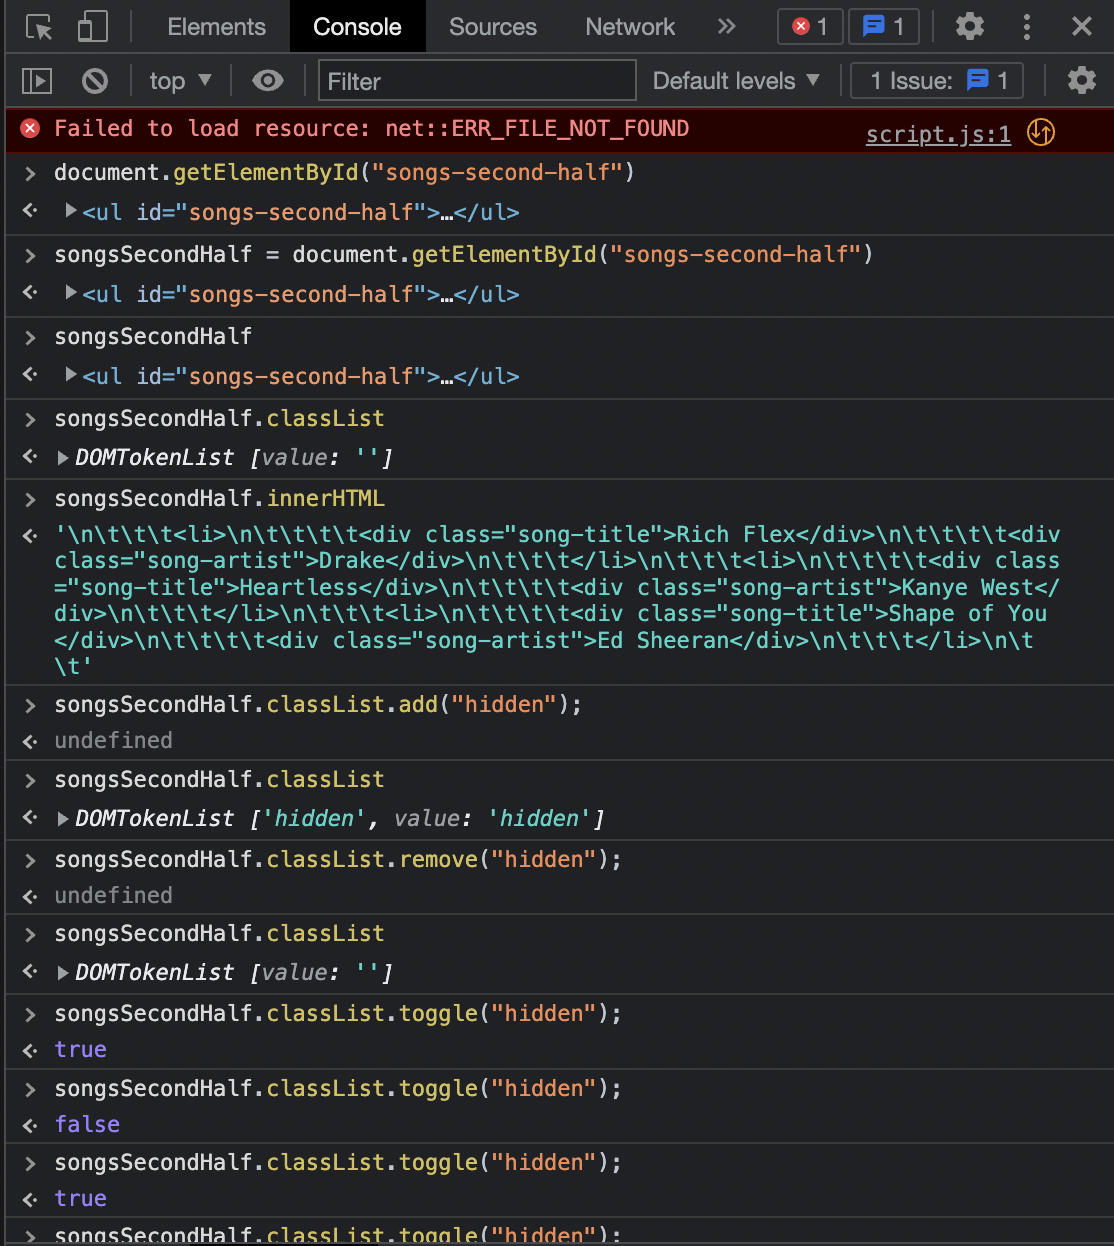 Elements Console Sources Network » 1 1
top ▼ Filter Default levels ▼ 1 Issue: 1
Failed to load resource: net::ERR_FILE_NOT_FOUND script.js:1
document.getElementById("songs-second-half")
<ul id="songs-second-half">…</ul>
songsSecondHalf = document.getElementById("songs-second-half")
<ul id="songs-second-half">…</ul>
songsSecondHalf
<ul id="songs-second-half">…</ul>
songsSecondHalf.classList
DOMTokenList [value: '']
songsSecondHalf.innerHTML
'\n\t\t\t<li>\n\t\t\t\t<div class="song-title">Rich Flex</div>\n\t\t\t\t<div
class="song-artist">Drake</div>\n\t\t\t</li>\n\t\t\t<li>\n\t\t\t\t<div class
="song-title">Heartless</div>\n\t\t\t\t<div class="song-artist">Kanye West</
div>\n\t\t\t</li>\n\t\t\t<li>\n\t\t\t\t<div class="song-title">Shape of You
</div>\n\t\t\t\t<div class="song-artist">Ed Sheeran</div>\n\t\t\t</li>\n\t
\t'
songsSecondHalf.classList.add("hidden");
undefined
songsSecondHalf.classList
DOMTokenList ['hidden', value: 'hidden']
songsSecondHalf.classList.remove("hidden");
undefined
songsSecondHalf.classList
DOMTokenList [value: '']
songsSecondHalf.classList.toggle("hidden");
true
songsSecondHalf.classList.toggle("hidden");
false
songsSecondHalf.classList.toggle("hidden");
true
songsSecondHalf.classList.toggle("hidden");